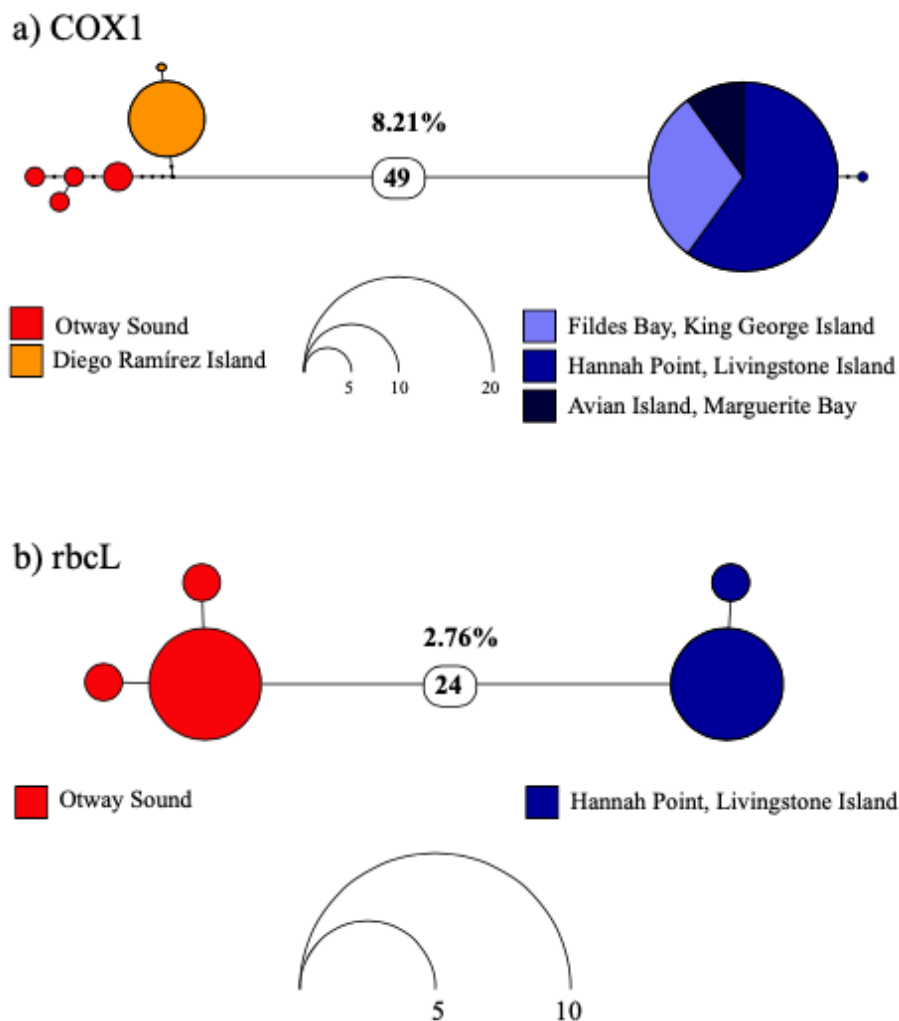 a) COX1
8.21%
49
Otway Sound
Diego Ramírez Island
5
10
20
Fildes Bay, King George Island
Hannah Point, Livingstone Island
Avian Island, Marguerite Bay
b) rbcL
2.76%
24
Otway Sound
Hannah Point, Livingstone Island
5
10